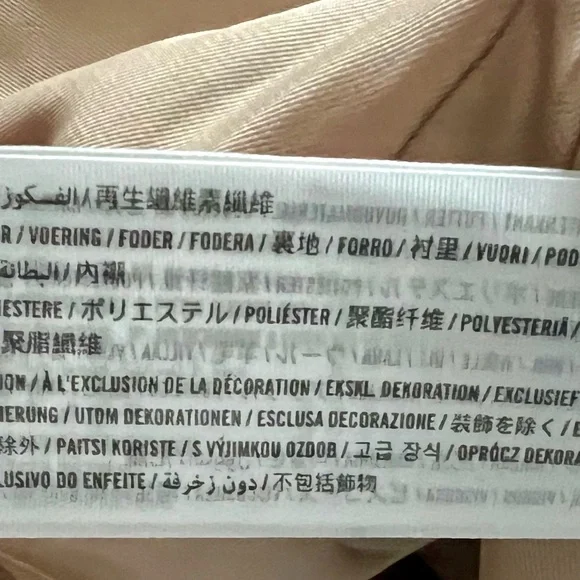 الفسكوز/再生纖維素纖維
R / VOERING / FODER / FODERA / 裏地 / FORRO / 衬里 / VUORI / POD
البطانة/內襯
IESTERE / ポリエステル / POLIÉSTER / 聚酯纤维 / POLYESTERIÄ /
聚脂纖維
ION / À L'EXCLUSION DE LA DÉCORATION / EKSKL. DEKORATION / EXCLUSIEF
IERUNG / UTOM DEKORATIONEN / ESCLUSA DECORAZIONE / 装飾を除く / E
除外 / PAITSI KORISTE / S VÝJIMKOU OZDOB / 고급 장식 / OPRÓCZ DEKORA
LUSIVO DO ENFEITE / دون زخرفة / 不包括飾物